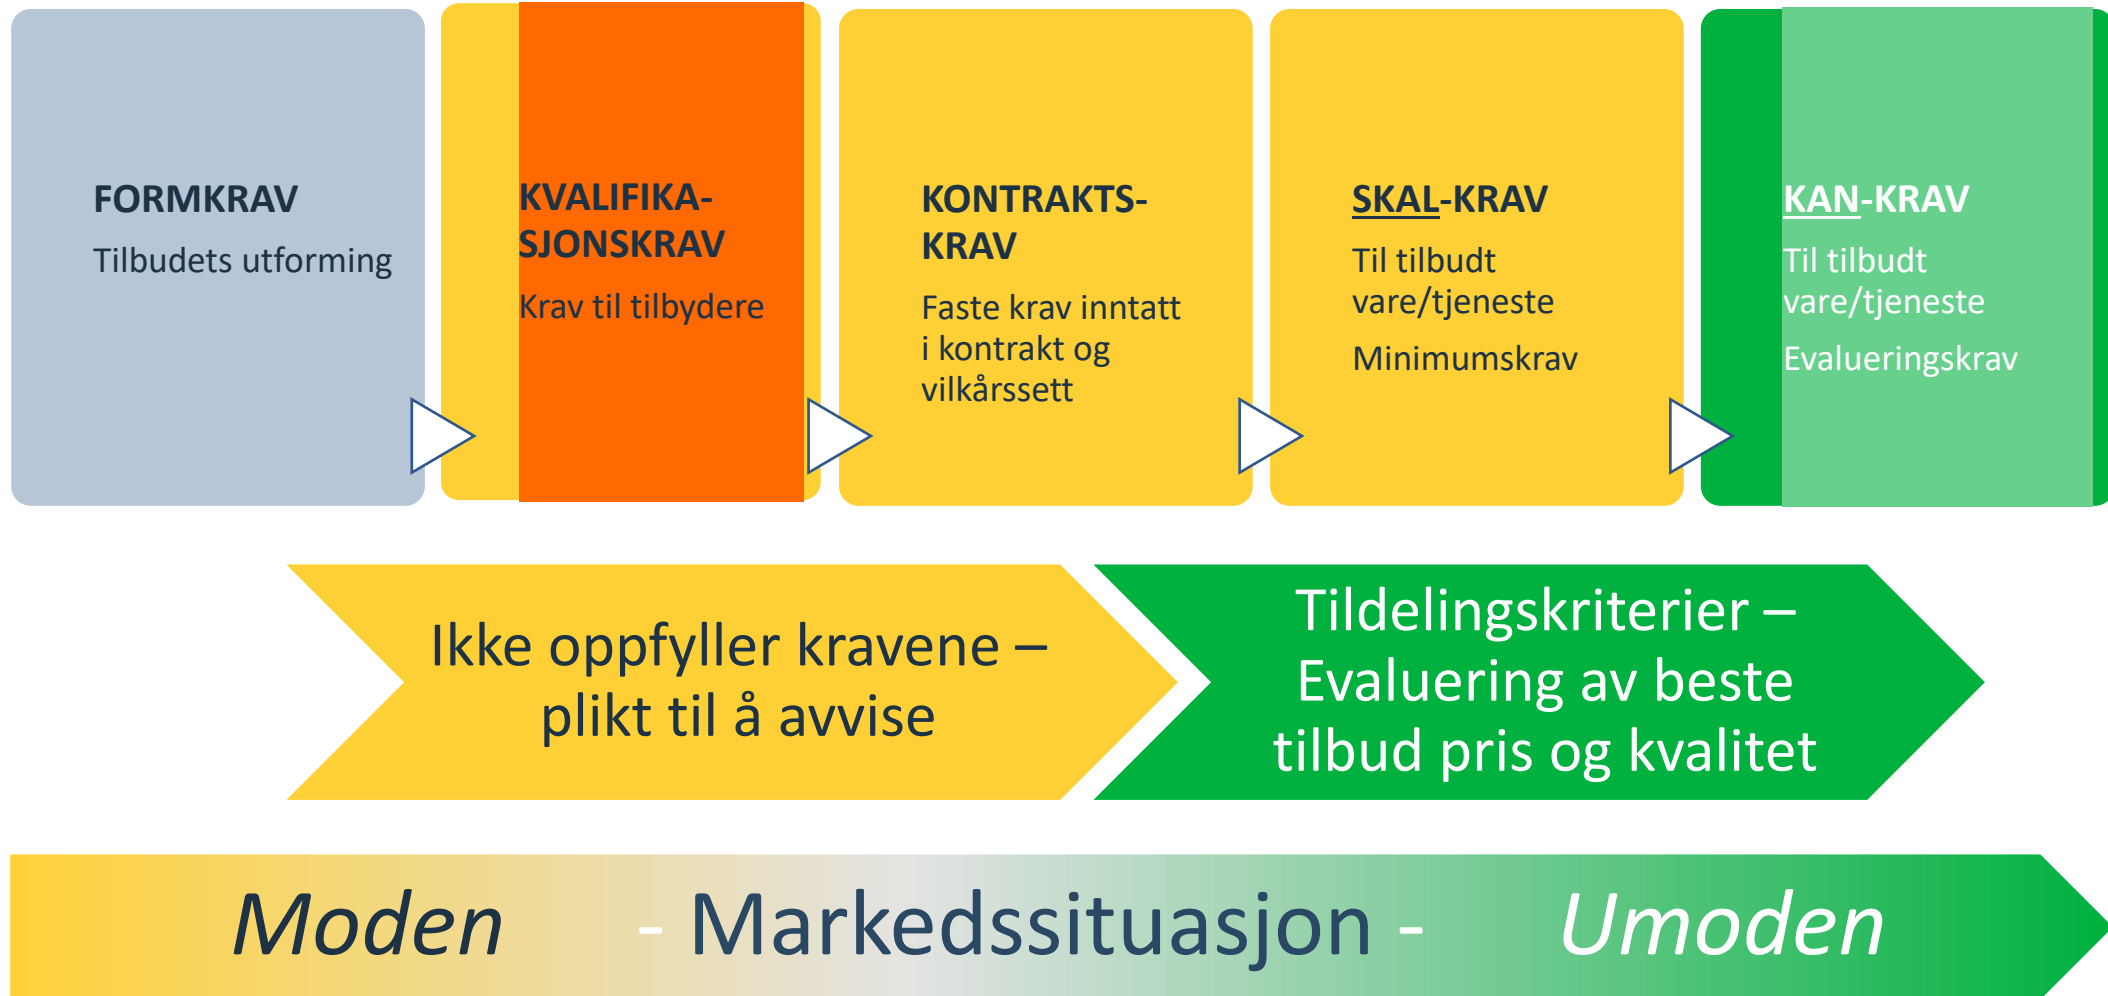 FORMKRAV
Tilbudets utforming
KVALIFIKA-
SJONSKRAV
Krav til tilbydere
KONTRAKTS-
KRAV
Faste krav inntatt
i kontrakt og
vilkårssett
SKAL-KRAV
Til tilbudt
vare/tjeneste
Minimumskrav
KAN-KRAV
Til tilbudt
vare/tjeneste
Evalueringskrav
Ikke oppfyller kravene –
plikt til å avvise
Tildelingskriterier –
Evaluering av beste
tilbud pris og kvalitet
Moden - Markedssituasjon - Umoden